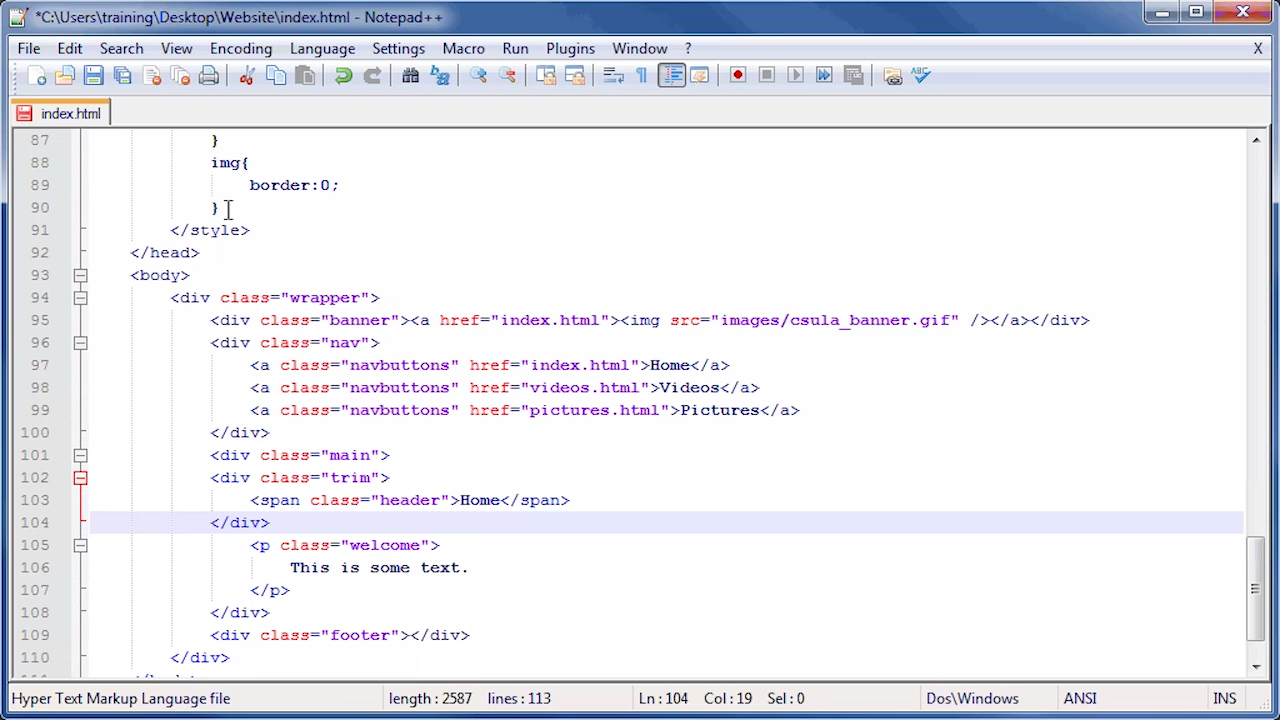 *C:\Users\training\Desktop\Website\index.html - Notepad++
File Edit Search View Encoding Language Settings Macro Run Plugins Window ? X
ABC
index.html
87 }
88 img{
89 border:0;
90 }
91 </style>
92 </head>
93 <body>
94 <div class="wrapper">
95 <div class="banner"><a href="index.html"><img src="images/csula_banner.gif" /></a></div>
96 <div class="nav">
97 <a class="navbuttons" href="index.html">Home</a>
98 <a class="navbuttons" href="videos.html">Videos</a>
99 <a class="navbuttons" href="pictures.html">Pictures</a>
100 </div>
101 <div class="main">
102 <div class="trim">
103 <span class="header">Home</span>
104 </div>
105 <p class="welcome">
106 This is some text.
107 </p>
108 </div>
109 <div class="footer"></div>
110 </div>
Hyper Text Markup Language file length : 2587 lines : 113 Ln : 104 Col : 19 Sel : 0 Dos\Windows ANSI INS